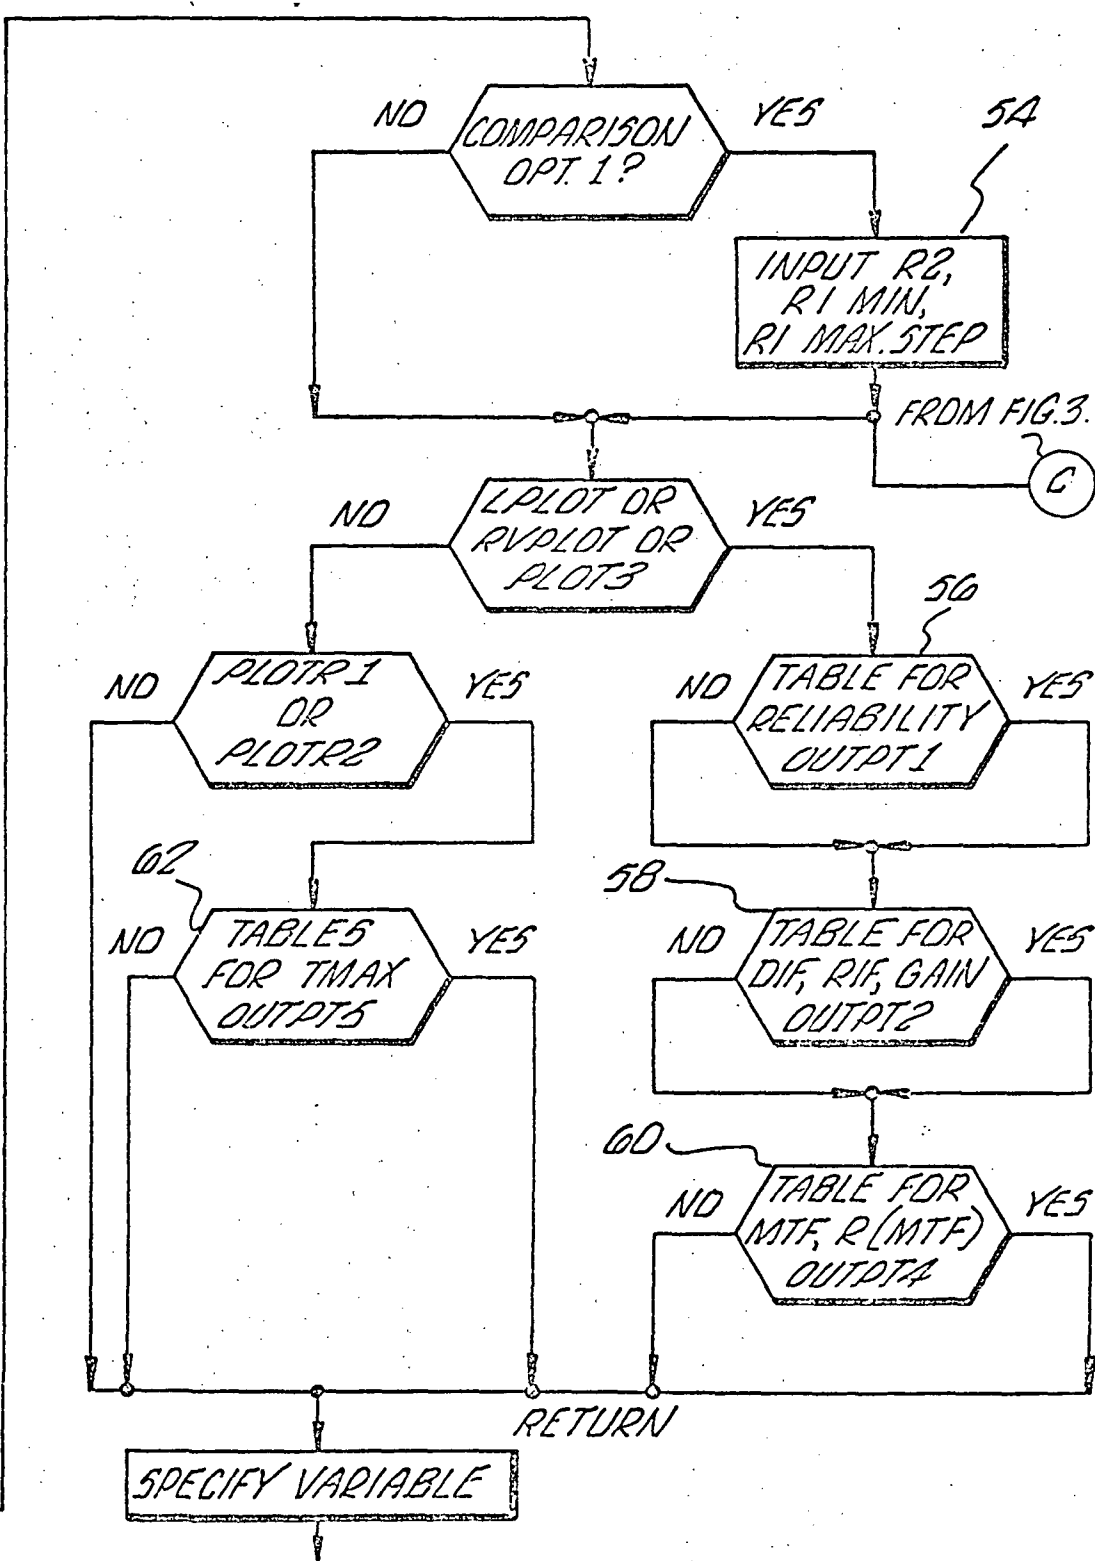 NO
YES
54
COMPARISON
OPT. 1?
INPUT R2,
R1 MIN,
R1 MAX. STEP
FROM FIG.3.
C
NO
YES
LPLOT OR
RVPLOT OR
PLOT3
56
NO
YES
PLOTR1
OR
PLOTR2
NO
YES
TABLE FOR
RELIABILITY
OUTPT1
62
58
NO
YES
TABLES
FOR TMAX
OUTPT5
NO
YES
TABLE FOR
DIF, RIF, GAIN
OUTPT2
60
NO
YES
TABLE FOR
MTF, R(MTF)
OUTPT4
RETURN
SPECIFY VARIABLE